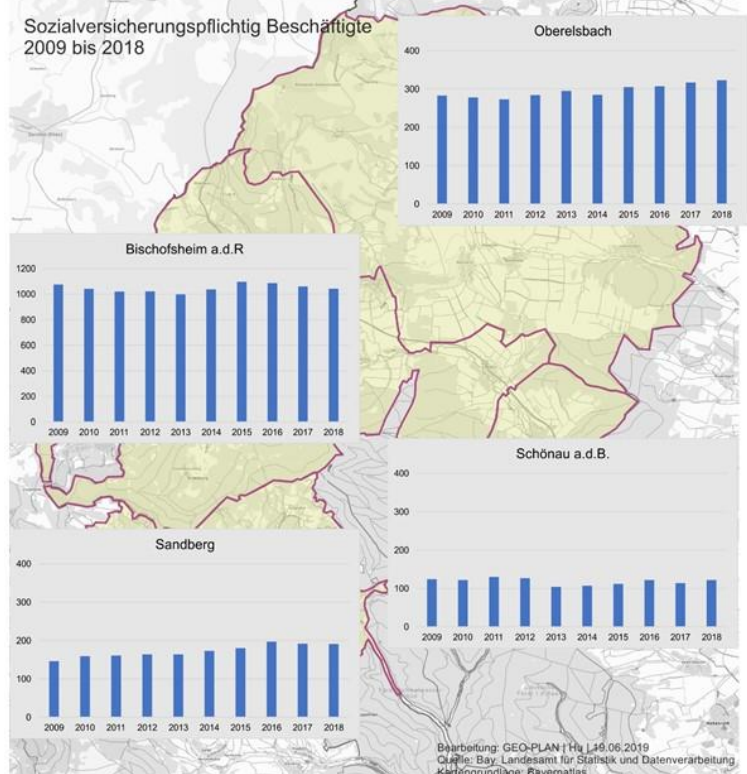 Sozialversicherungspflichtig Beschäftigte
2009 bis 2018
Oberelsbach
400
300
200
100
0
2009 2010 2011 2012 2013 2014 2015 2016 2017 2018
Bischofsheim a.d.R
1200
1000
800
600
400
200
0
2009 2010 2011 2012 2013 2014 2015 2016 2017 2018
Schönau a.d.B.
400
300
200
100
0
2009 2010 2011 2012 2013 2014 2015 2016 2017 2018
Sandberg
400
300
200
100
0
2009 2010 2011 2012 2013 2014 2015 2016 2017 2018
Bearbeitung: GEO-PLAN | Hu | 19.06.2019
Quelle: Bay. Landesamt für Statistik und Datenverarbeitung
Kartengrundlage: Bayernatlas